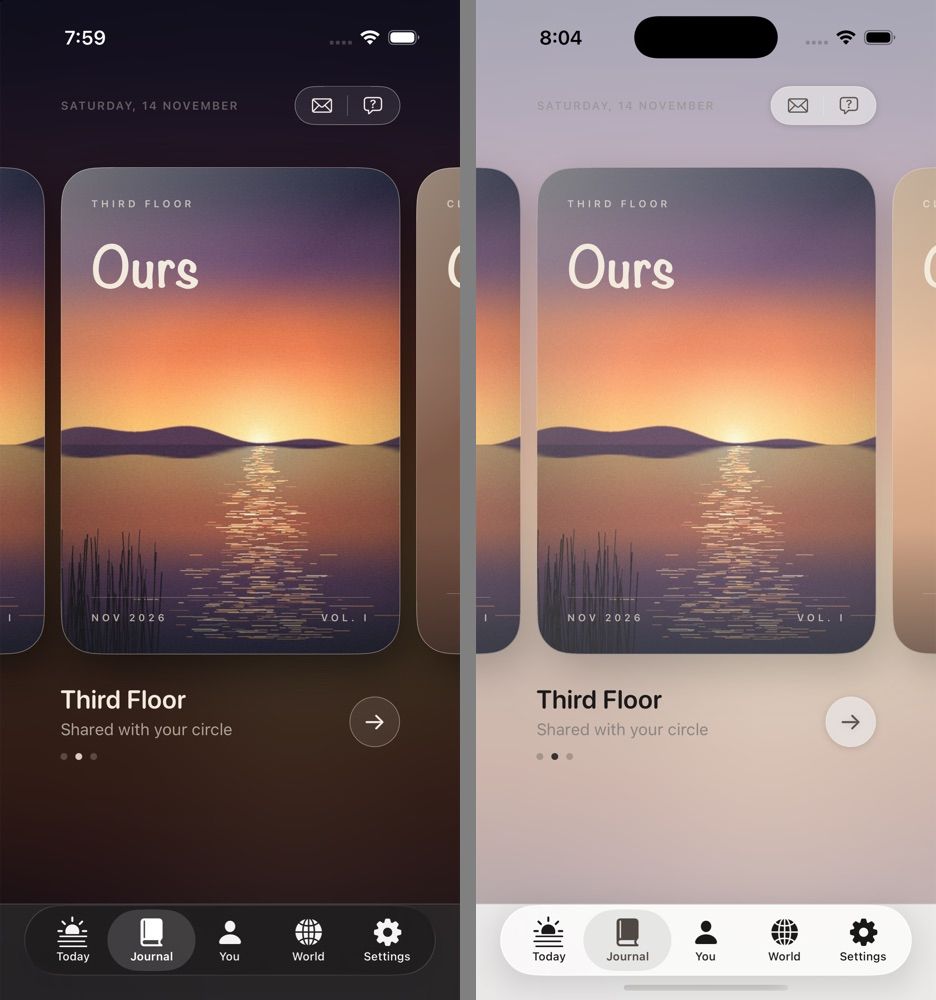 7:59
SATURDAY, 14 NOVEMBER
THIRD FLOOR
Ours
NOV 2026
VOL. I
I
Third Floor
Shared with your circle
Today
Journal
You
World
Settings
8:04
SATURDAY, 14 NOVEMBER
THIRD FLOOR
Ours
NOV 2026
VOL. I
I
Third Floor
Shared with your circle
Today
Journal
You
World
Settings